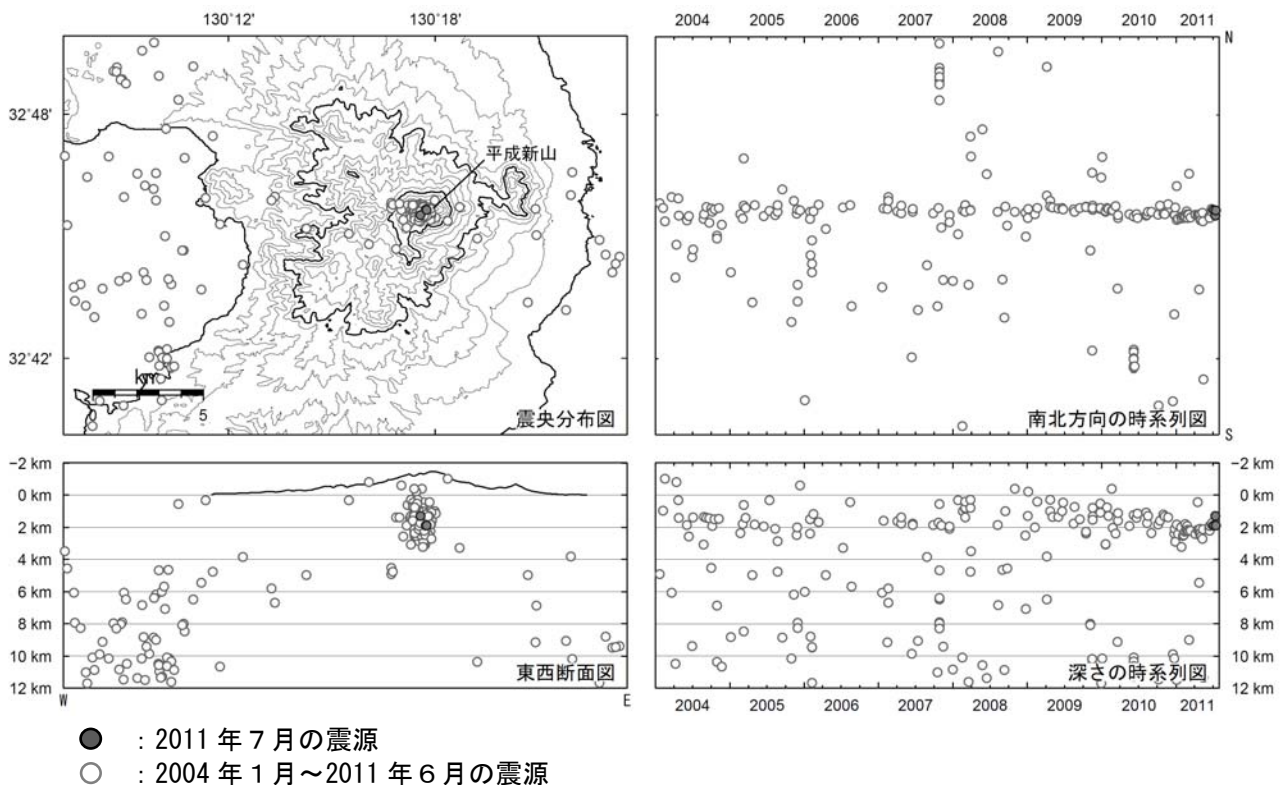 130°12' 130°18'
32°48'
32°42'
平成新山
km
0 5
震央分布図
2004 2005 2006 2007 2008 2009 2010 2011
N
S
南北方向の時系列図
-2 km
0 km
2 km
4 km
6 km
8 km
10 km
12 km
W E
東西断面図
-2 km
0 km
2 km
4 km
6 km
8 km
10 km
12 km
深さの時系列図
2004 2005 2006 2007 2008 2009 2010 2011
：2011 年７月の震源
：2004 年１月～2011 年６月の震源